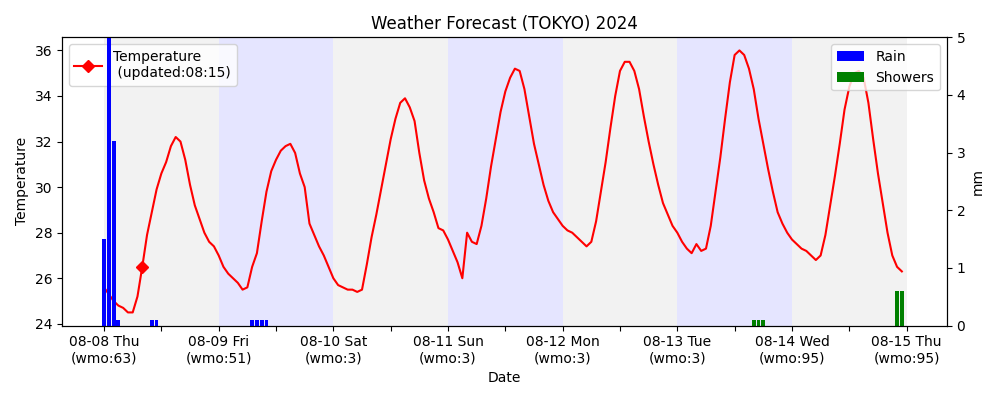 Weather Forecast (TOKYO) 2024
Temperature
(updated:08:15)
Rain
Showers
Temperature
36
34
32
30
28
26
24
5
4
3
2
1
0
mm
08-08 Thu
(wmo:63)
08-09 Fri
(wmo:51)
08-10 Sat
(wmo:3)
08-11 Sun
(wmo:3)
08-12 Mon
(wmo:3)
08-13 Tue
(wmo:3)
08-14 Wed
(wmo:95)
08-15 Thu
(wmo:95)
Date